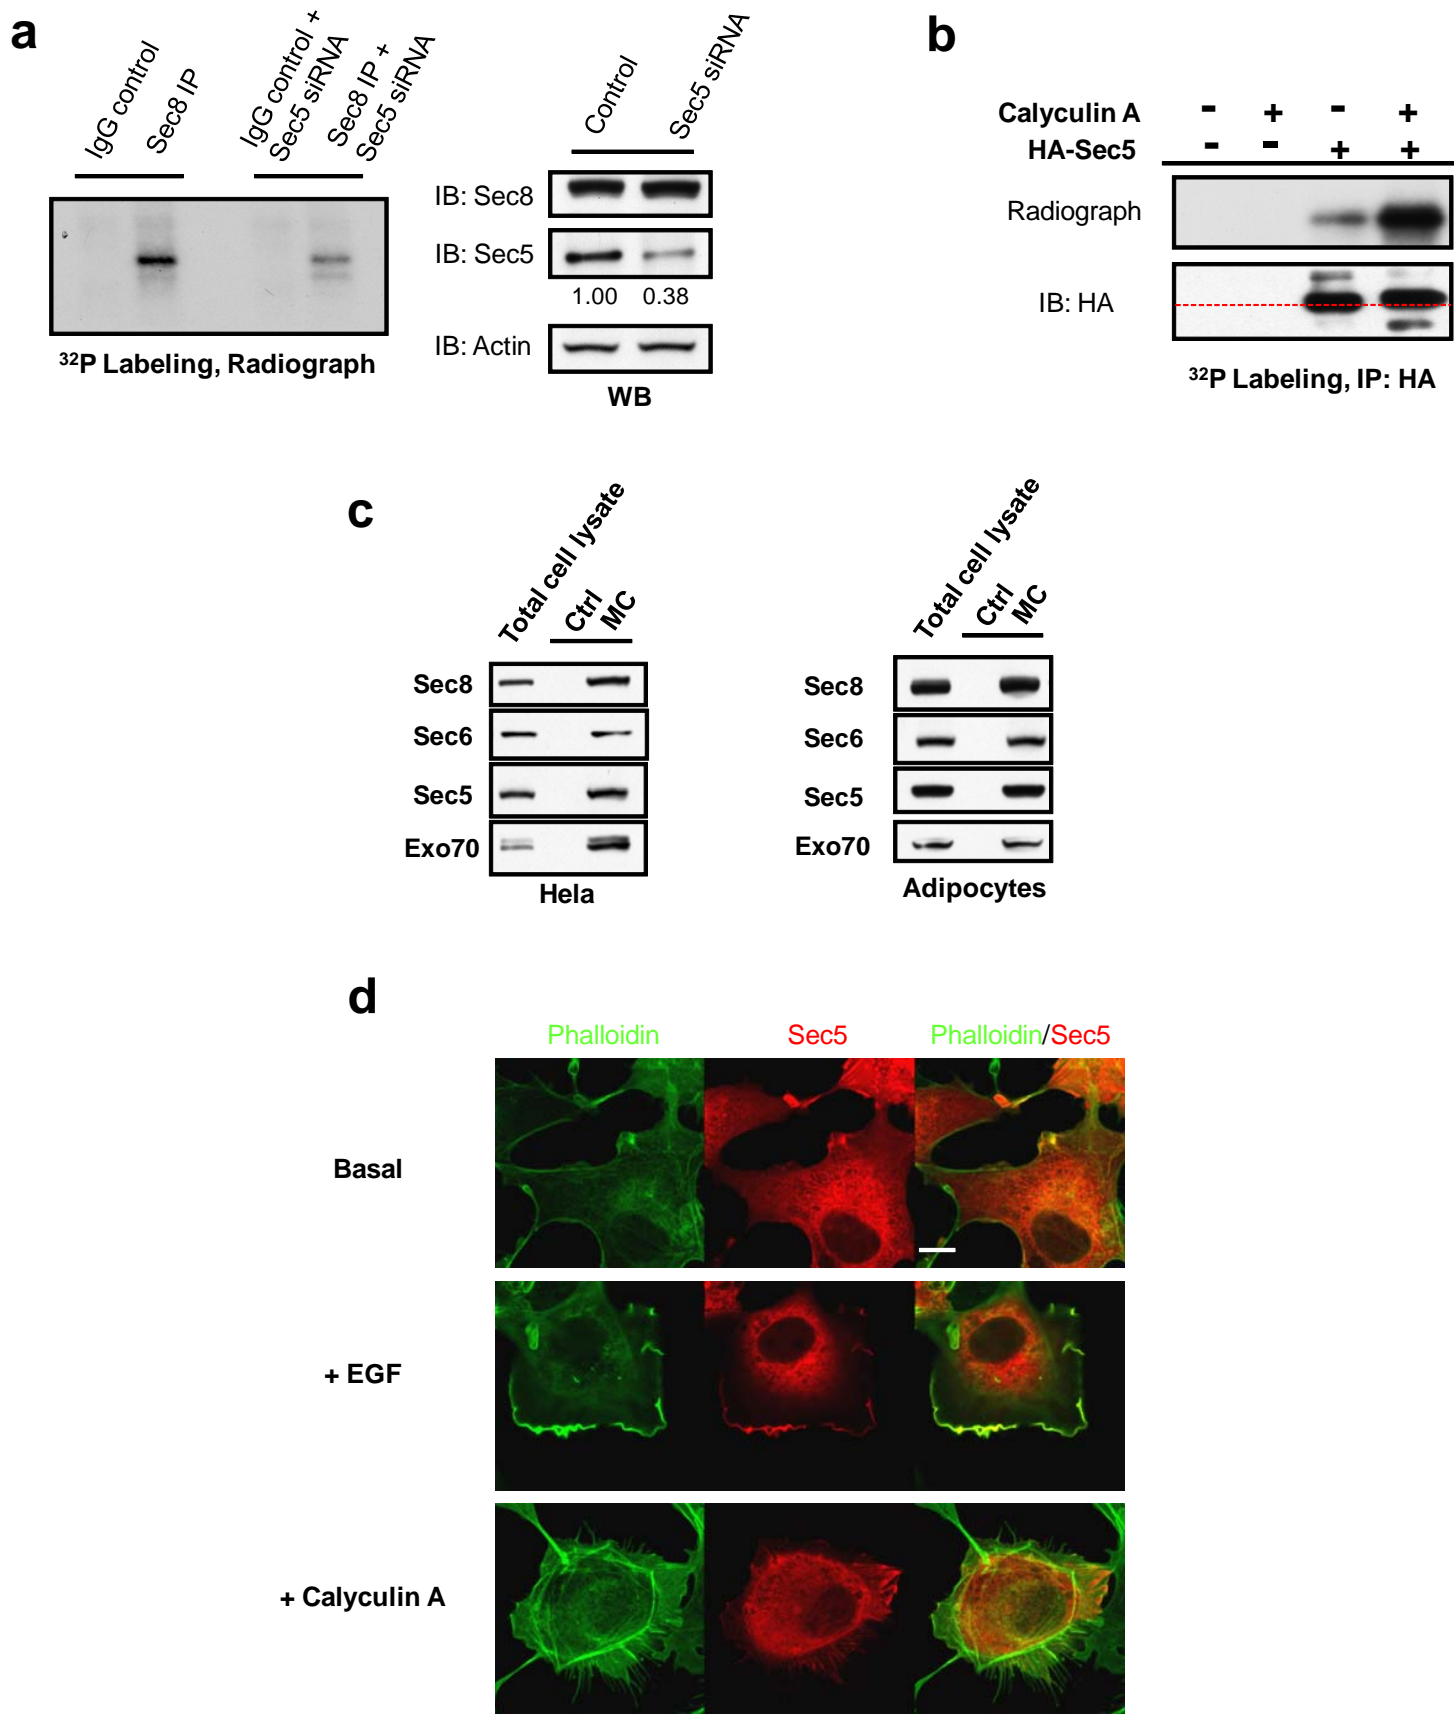 a
IgG control
Sec8 IP
IgG control +
Sec5 siRNA
Sec8 IP +
Sec5 siRNA
32P Labeling, Radiograph
Control
Sec5 siRNA
IB: Sec8
IB: Sec5
1.00 0.38
IB: Actin
WB
b
Calyculin A - + - +
HA-Sec5 - - + +
Radiograph
IB: HA
32P Labeling, IP: HA
c
Total cell lysate
Ctrl
MC
Sec8
Sec6
Sec5
Exo70
Hela
Total cell lysate
Ctrl
MC
Sec8
Sec6
Sec5
Exo70
Adipocytes
d
Phalloidin Sec5 Phalloidin/Sec5
Basal
+ EGF
+ Calyculin A